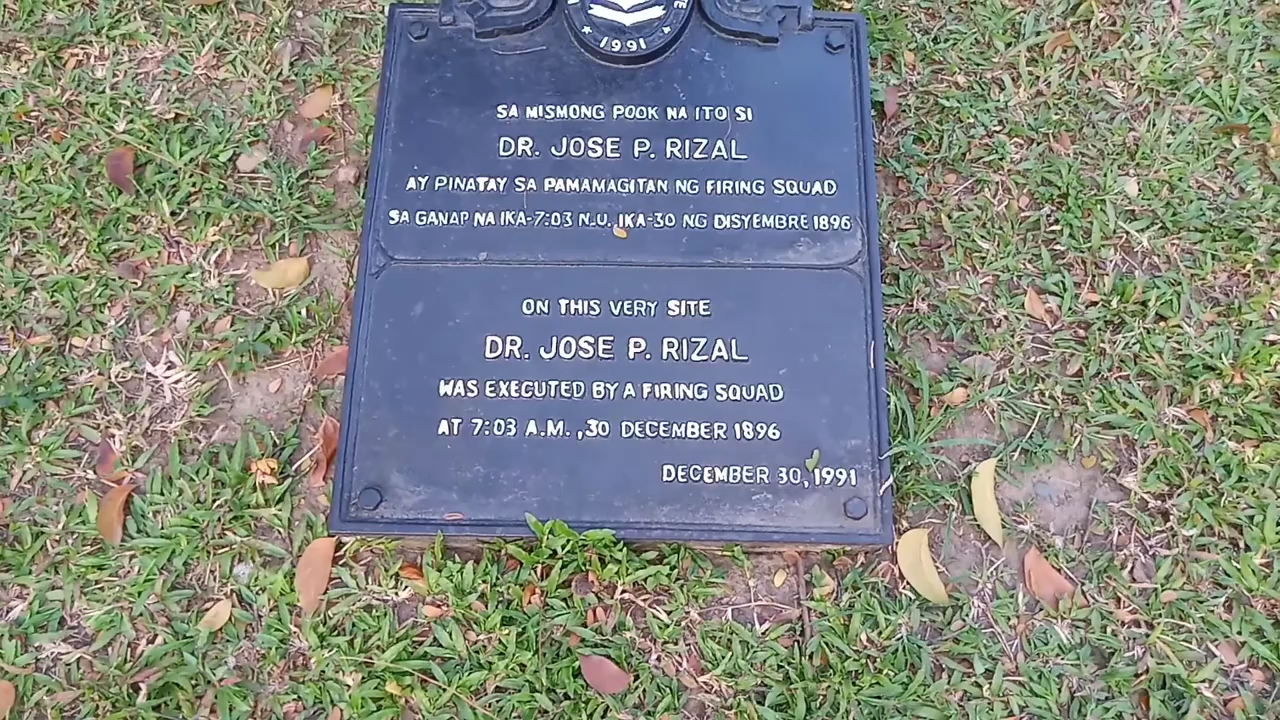 1991
SA MISMONG POOK NA ITO SI
DR. JOSE P. RIZAL
AY PINATAY SA PAMAMAGITAN NG FIRING SQUAD
SA GANAP NA IKA-7:03 N.U. IKA-30 NG DISYEMBRE 1896
ON THIS VERY SITE
DR. JOSE P. RIZAL
WAS EXECUTED BY A FIRING SQUAD
AT 7:03 A.M. ,30 DECEMBER 1896
DECEMBER 30, 1991